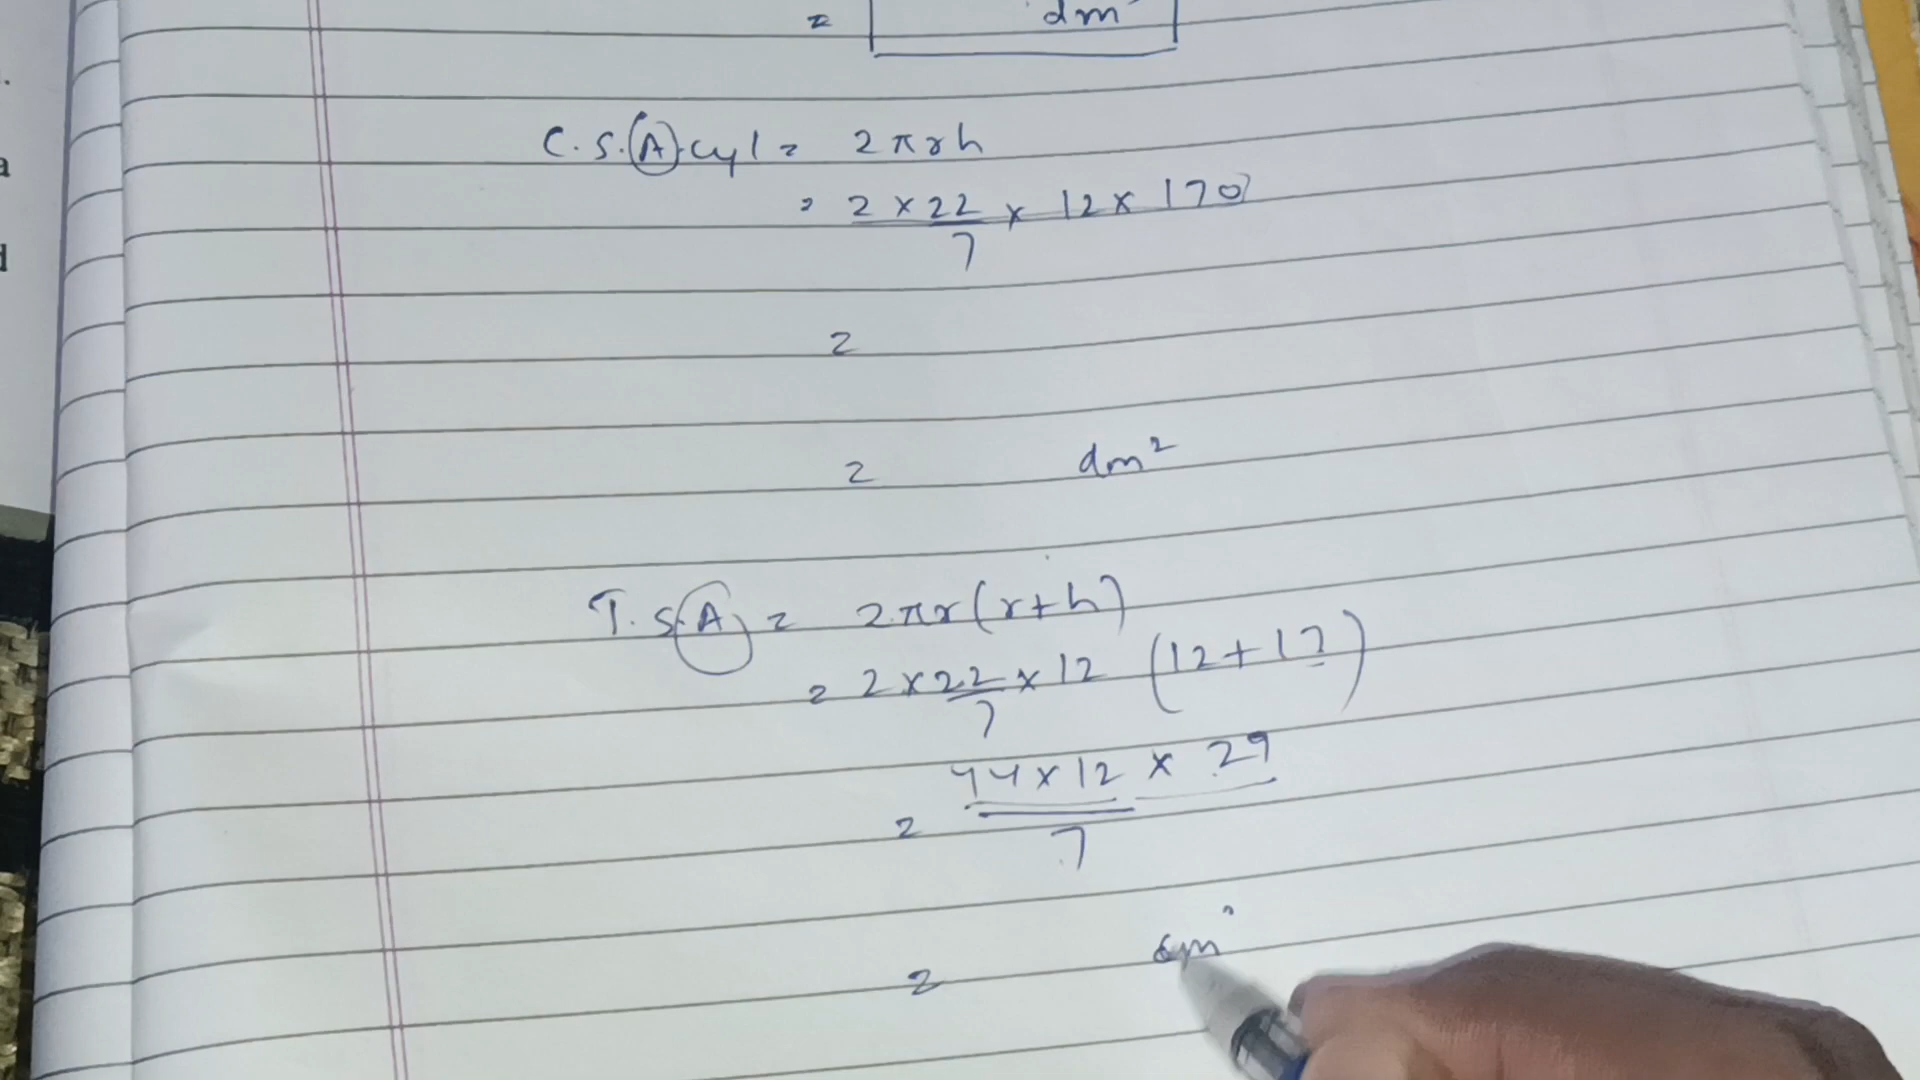 = dm
C.S.(A).cyl = 2πrh
= 2 × 22/7 × 12 × 170
=
= dm²
T.S.(A) = 2πr(r+h)
= 2 × 22/7 × 12 (12+17)
= 44 × 12 × 29 / 7
=
a
d